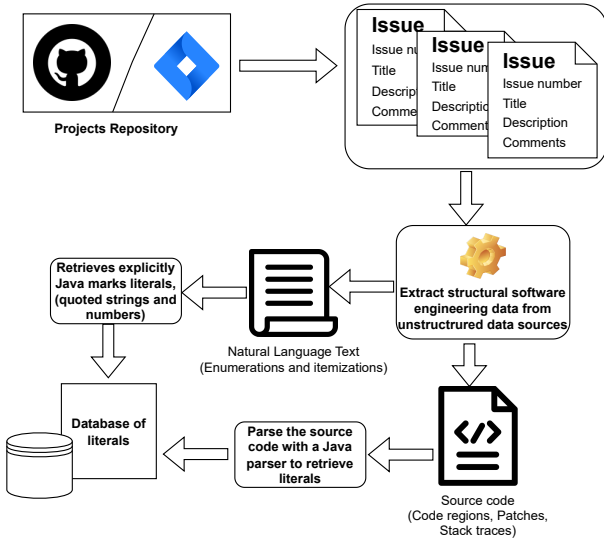 Projects Repository
Issue
Issue nu
Title
Descrip
Comme
Issue
Issue num
Title
Descriptio
Comment
Issue
Issue number
Title
Description
Comments
Extract structural software
engineering data from
unstructrured data sources
Natural Language Text
(Enumerations and itemizations)
Retrieves explicitly
Java marks literals,
(quoted strings and
numbers)
Database of
literals
Parse the source
code with a Java
parser to retrieve
literals
Source code
(Code regions, Patches,
Stack traces)